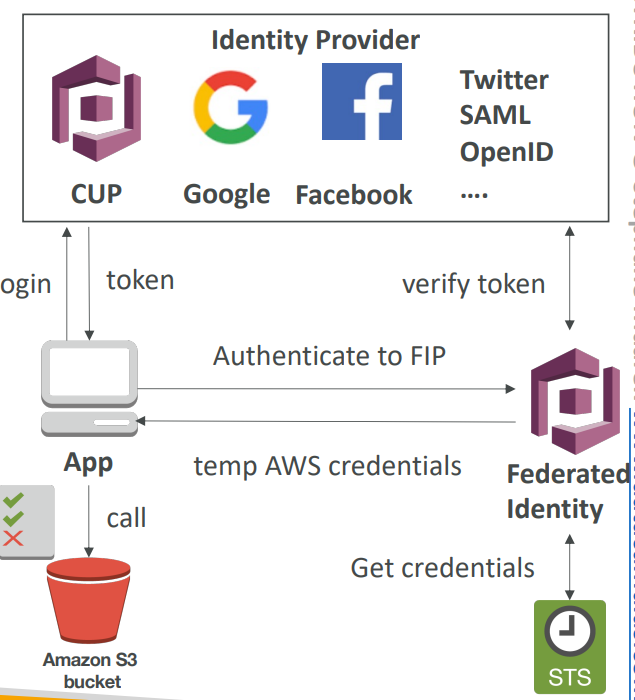 Identity Provider
Twitter
SAML
OpenID
....
CUP
Google
Facebook
ogin
token
verify token
Authenticate to FIP
temp AWS credentials
App
Federated
Identity
call
Get credentials
Amazon S3
bucket
STS